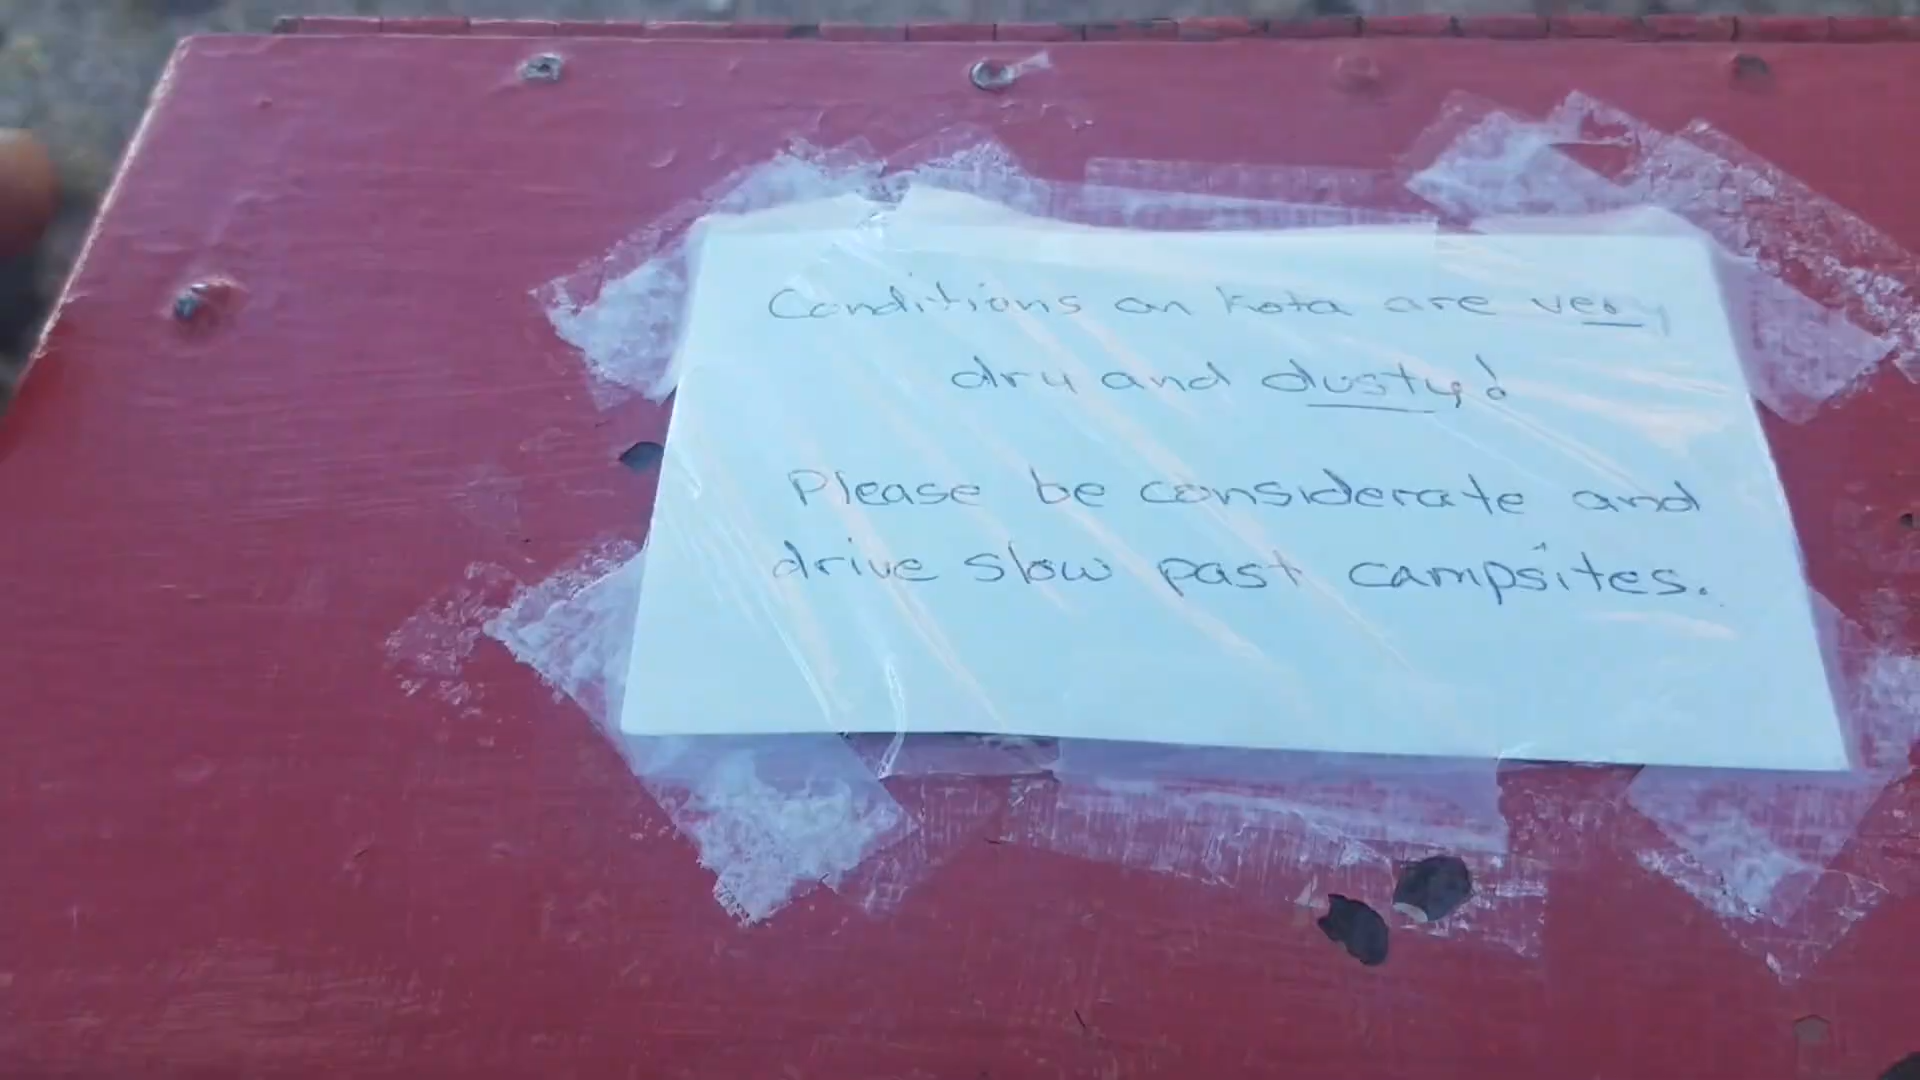 Conditions on Kota are very
dry and dusty!
Please be considerate and
drive slow past campsites.